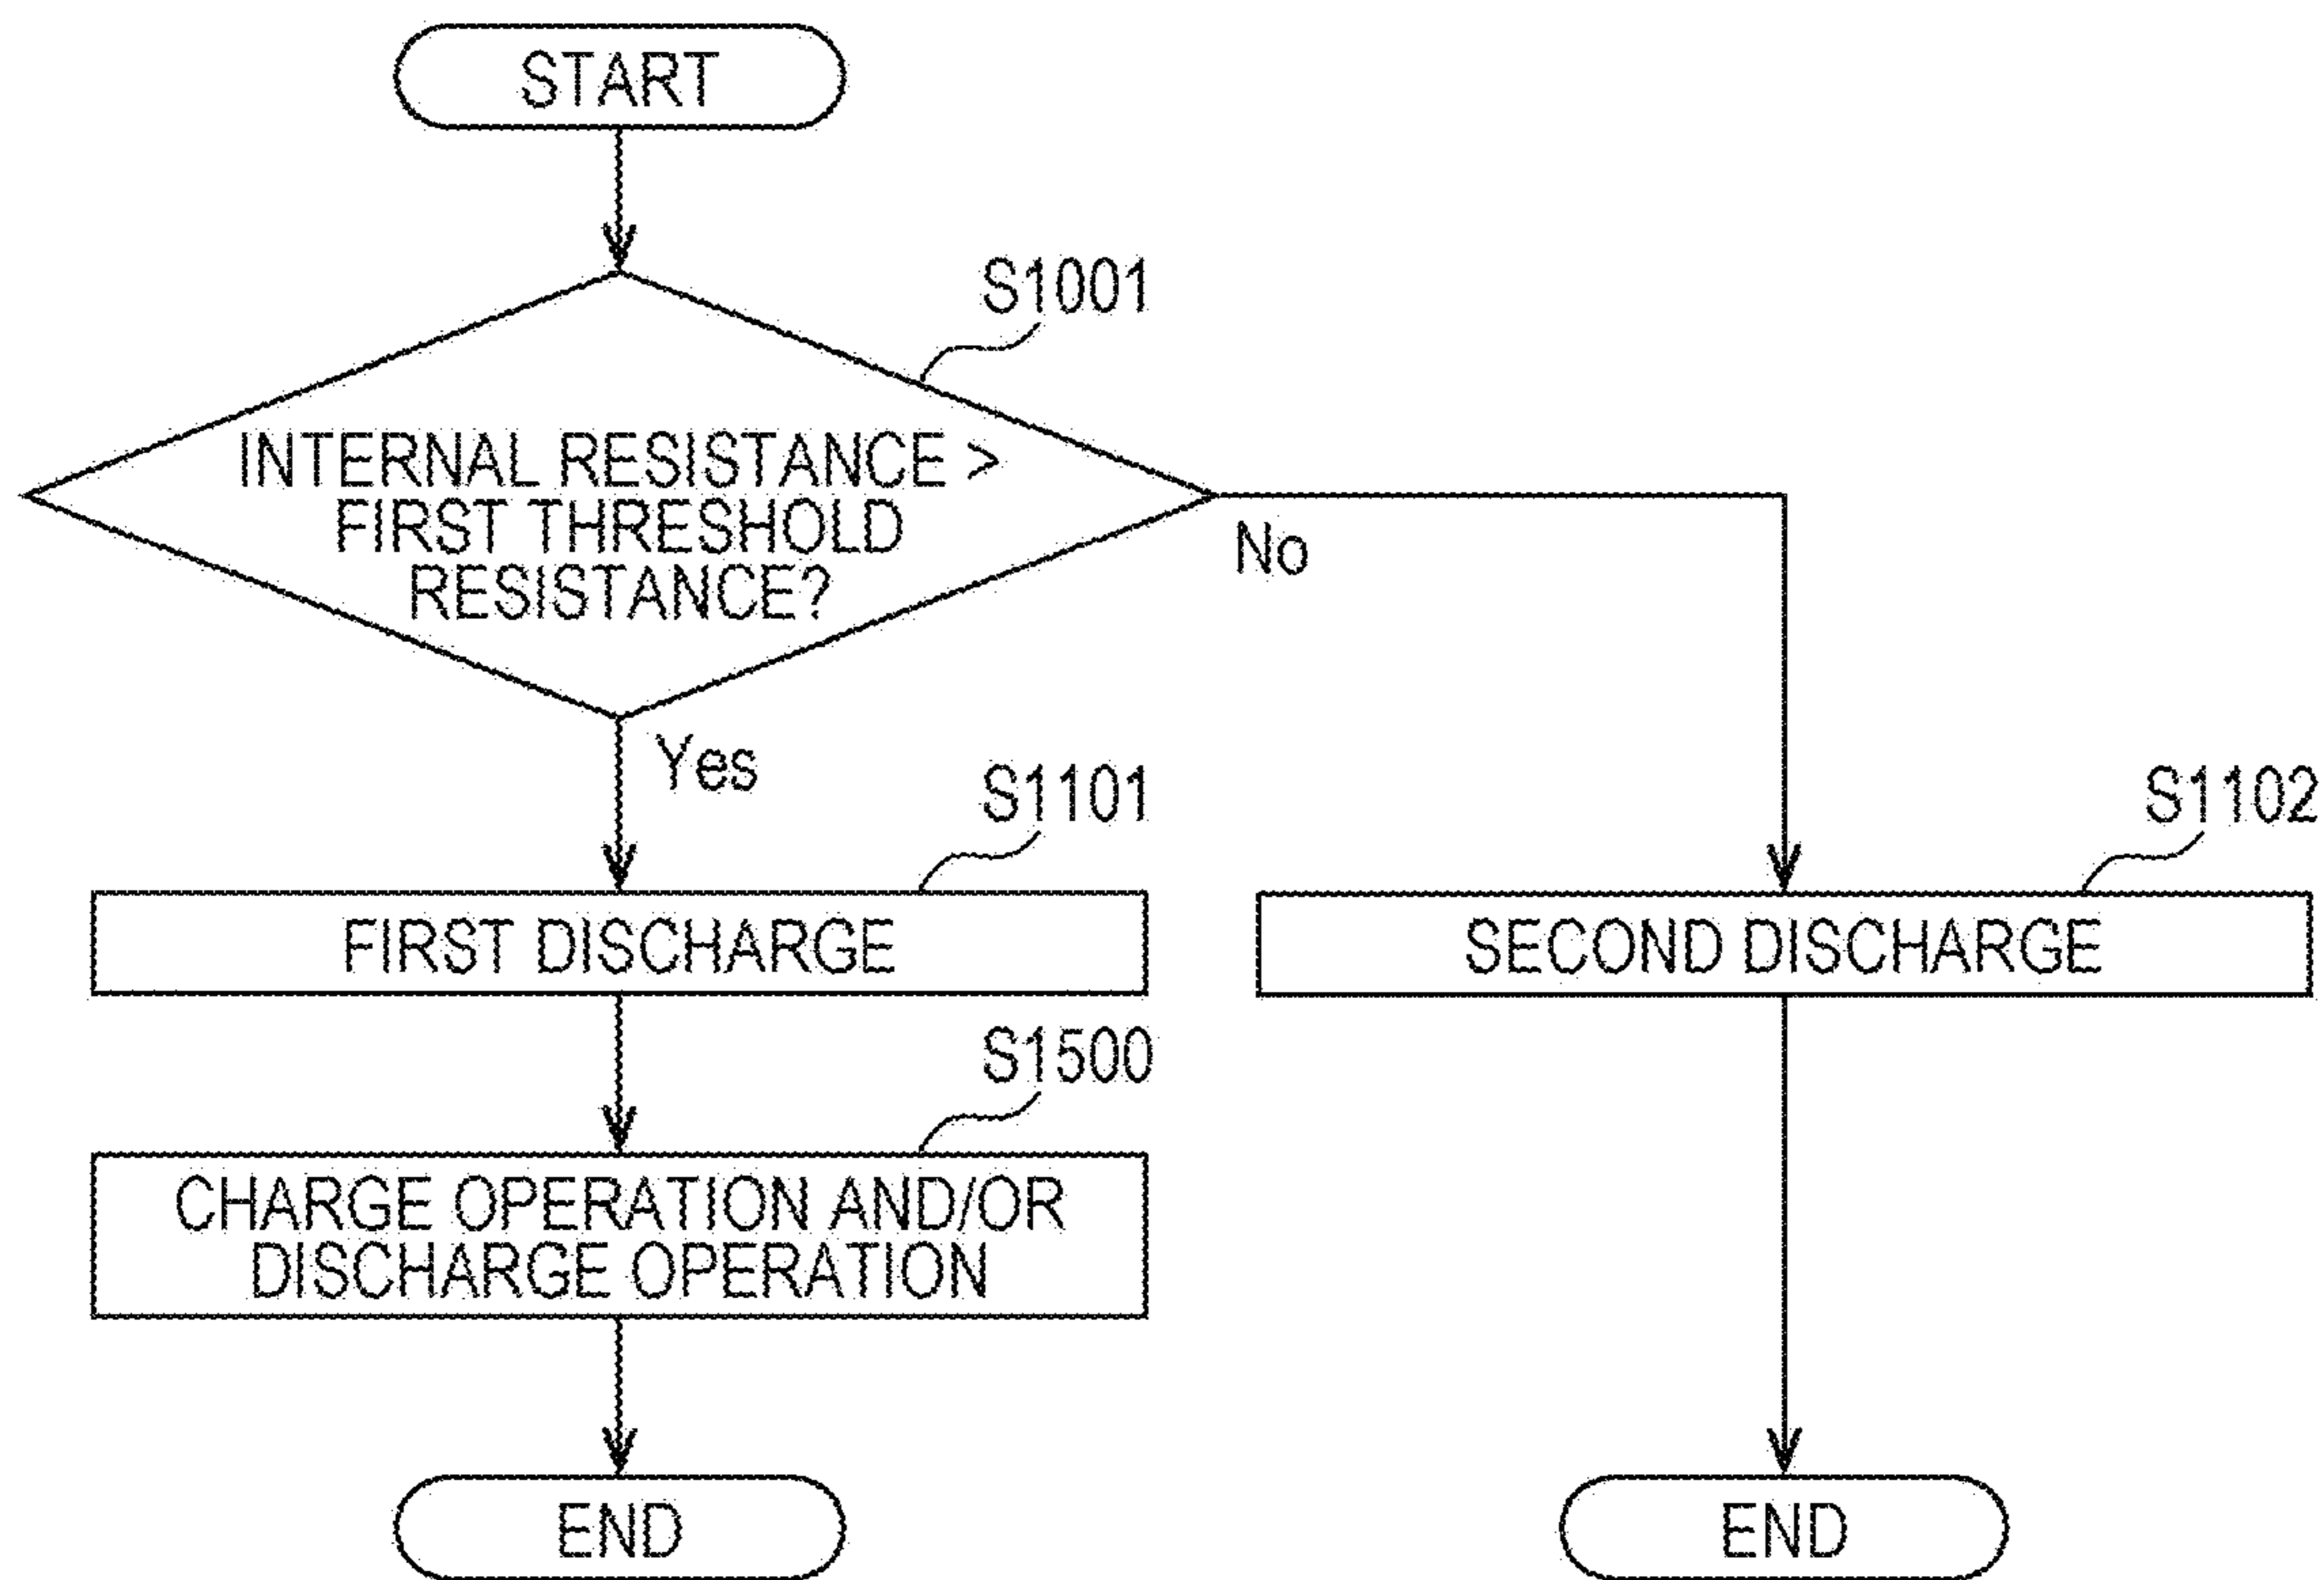 START
S1001
INTERNAL RESISTANCE >
FIRST THRESHOLD
RESISTANCE?
No
Yes
S1101
S1102
FIRST DISCHARGE
SECOND DISCHARGE
S1500
CHARGE OPERATION AND/OR
DISCHARGE OPERATION
END
END